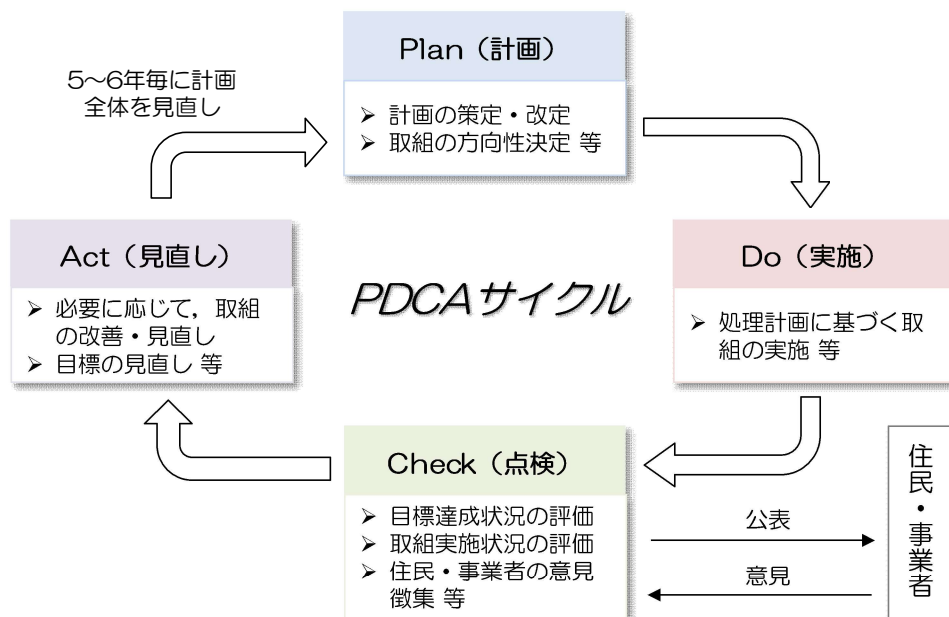 Plan（計画）
➢ 計画の策定・改定
➢ 取組の方向性決定 等
5～6年毎に計画
全体を見直し
Act（見直し）
➢ 必要に応じて，取組
の改善・見直し
➢ 目標の見直し 等
PDCAサイクル
Do（実施）
➢ 処理計画に基づく取
組の実施 等
Check（点検）
➢ 目標達成状況の評価
➢ 取組実施状況の評価
➢ 住民・事業者の意見
徴集 等
公表
意見
住民・事業者